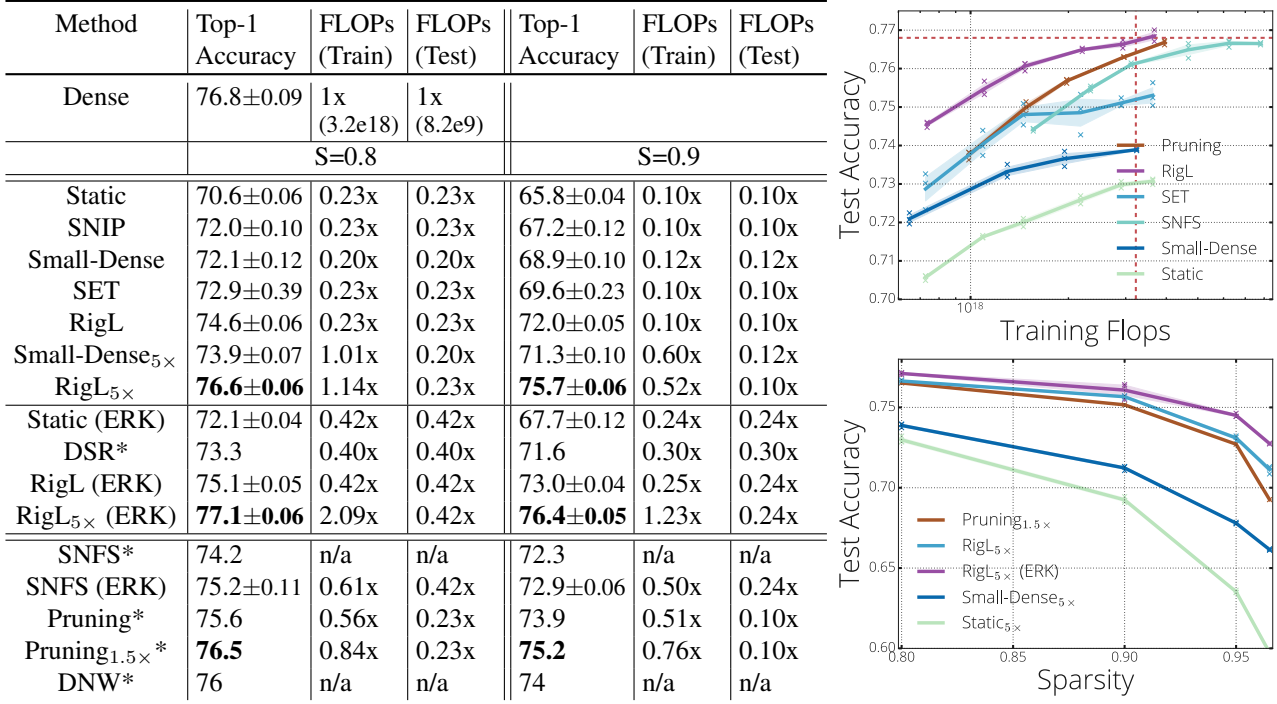 Method Top-1 FLOPs FLOPs Top-1 FLOPs FLOPs
Accuracy (Train) (Test) Accuracy (Train) (Test)
Dense 76.8±0.09 1x 1x
(3.2e18) (8.2e9)
S=0.8 S=0.9
Static 70.6±0.06 0.23x 0.23x 65.8±0.04 0.10x 0.10x
SNIP 72.0±0.10 0.23x 0.23x 67.2±0.12 0.10x 0.10x
Small-Dense 72.1±0.12 0.20x 0.20x 68.9±0.10 0.12x 0.12x
SET 72.9±0.39 0.23x 0.23x 69.6±0.23 0.10x 0.10x
RigL 74.6±0.06 0.23x 0.23x 72.0±0.05 0.10x 0.10x
Small-Dense5× 73.9±0.07 1.01x 0.20x 71.3±0.10 0.60x 0.12x
RigL5× 76.6±0.06 1.14x 0.23x 75.7±0.06 0.52x 0.10x
Static (ERK) 72.1±0.04 0.42x 0.42x 67.7±0.12 0.24x 0.24x
DSR* 73.3 0.40x 0.40x 71.6 0.30x 0.30x
RigL (ERK) 75.1±0.05 0.42x 0.42x 73.0±0.04 0.25x 0.24x
RigL5× (ERK) 77.1±0.06 2.09x 0.42x 76.4±0.05 1.23x 0.24x
SNFS* 74.2 n/a n/a 72.3 n/a n/a
SNFS (ERK) 75.2±0.11 0.61x 0.42x 72.9±0.06 0.50x 0.24x
Pruning* 75.6 0.56x 0.23x 73.9 0.51x 0.10x
Pruning1.5×* 76.5 0.84x 0.23x 75.2 0.76x 0.10x
DNW* 76 n/a n/a 74 n/a n/a
Test Accuracy
0.77
0.76
0.75
0.74
0.73
0.72
0.71
0.70
Pruning
RigL
SET
SNFS
Small-Dense
Static
10^18
Training Flops
Test Accuracy
0.75
0.70
0.65
0.60
Pruning1.5×
RigL5×
RigL5× (ERK)
Small-Dense5×
Static5×
0.80 0.85 0.90 0.95
Sparsity